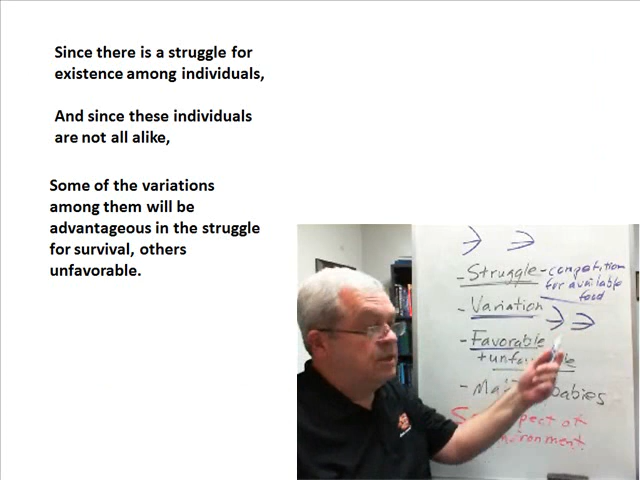 Since there is a struggle for
existence among individuals,
And since these individuals
are not all alike,
Some of the variations
among them will be
advantageous in the struggle
for survival, others
unfavorable.
- Struggle - competition
for available
food
- Variation
- Favorable
+
babies